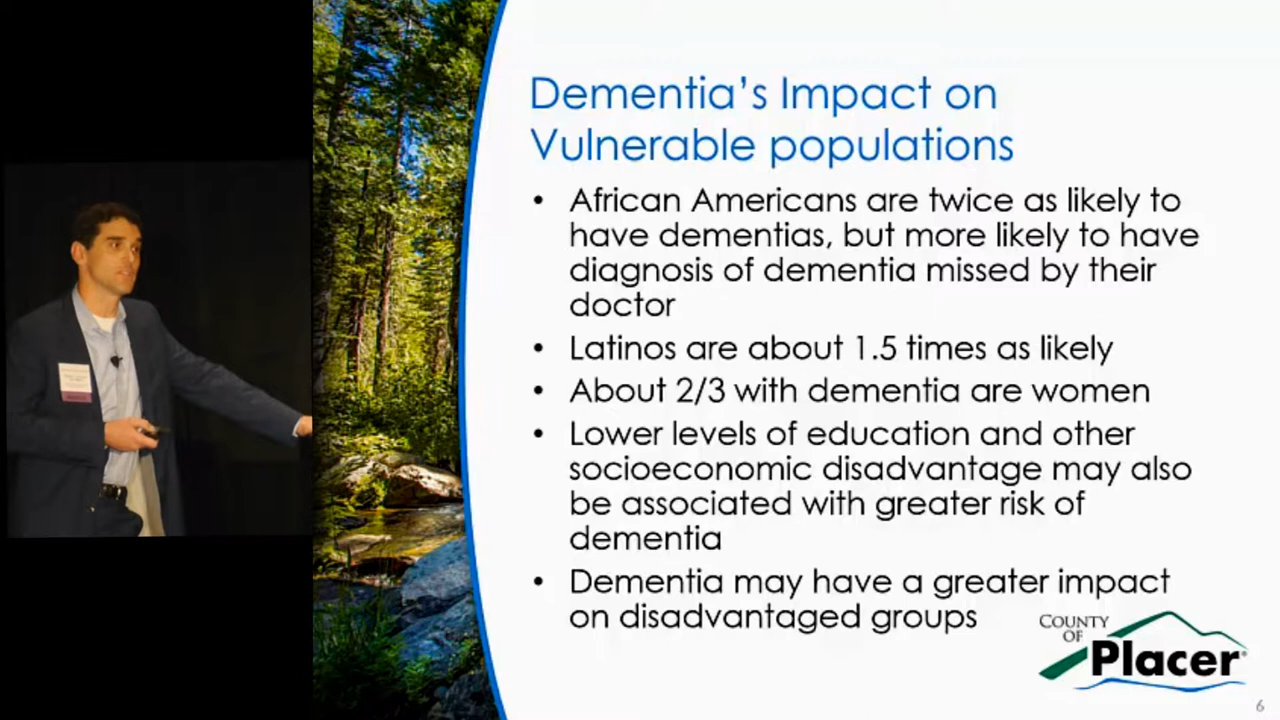 Dementia's Impact on
Vulnerable populations
• African Americans are twice as likely to
have dementias, but more likely to have
diagnosis of dementia missed by their
doctor
• Latinos are about 1.5 times as likely
• About 2/3 with dementia are women
• Lower levels of education and other
socioeconomic disadvantage may also
be associated with greater risk of
dementia
• Dementia may have a greater impact
on disadvantaged groups
COUNTY
OF
Placer®
6